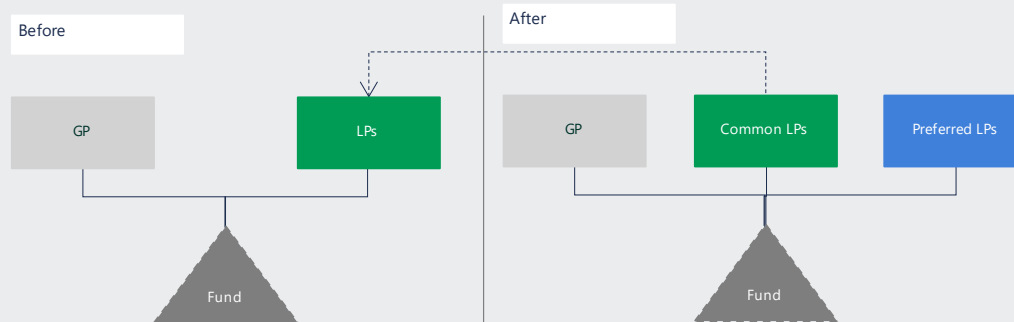 Before
After
GP
LPs
GP
Common LPs
Preferred LPs
Fund
Fund